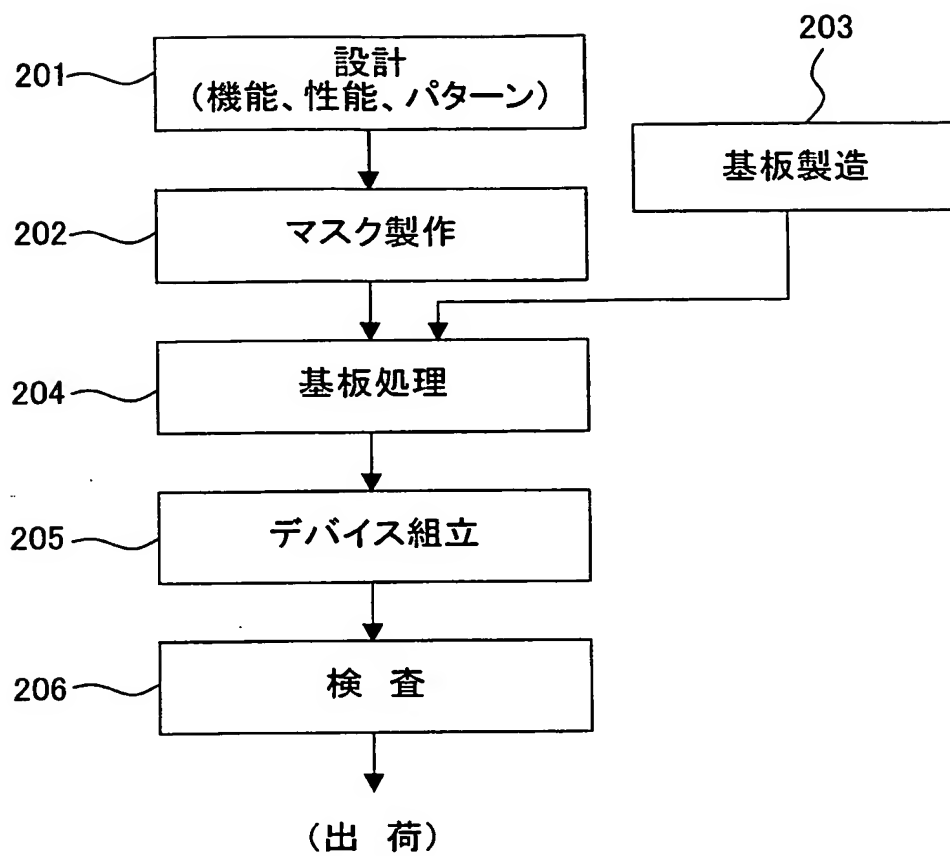 203
201
設計
(機能、性能、パターン)
基板製造
202
マスク製作
204
基板処理
205
デバイス組立
206
検 査
(出 荷)